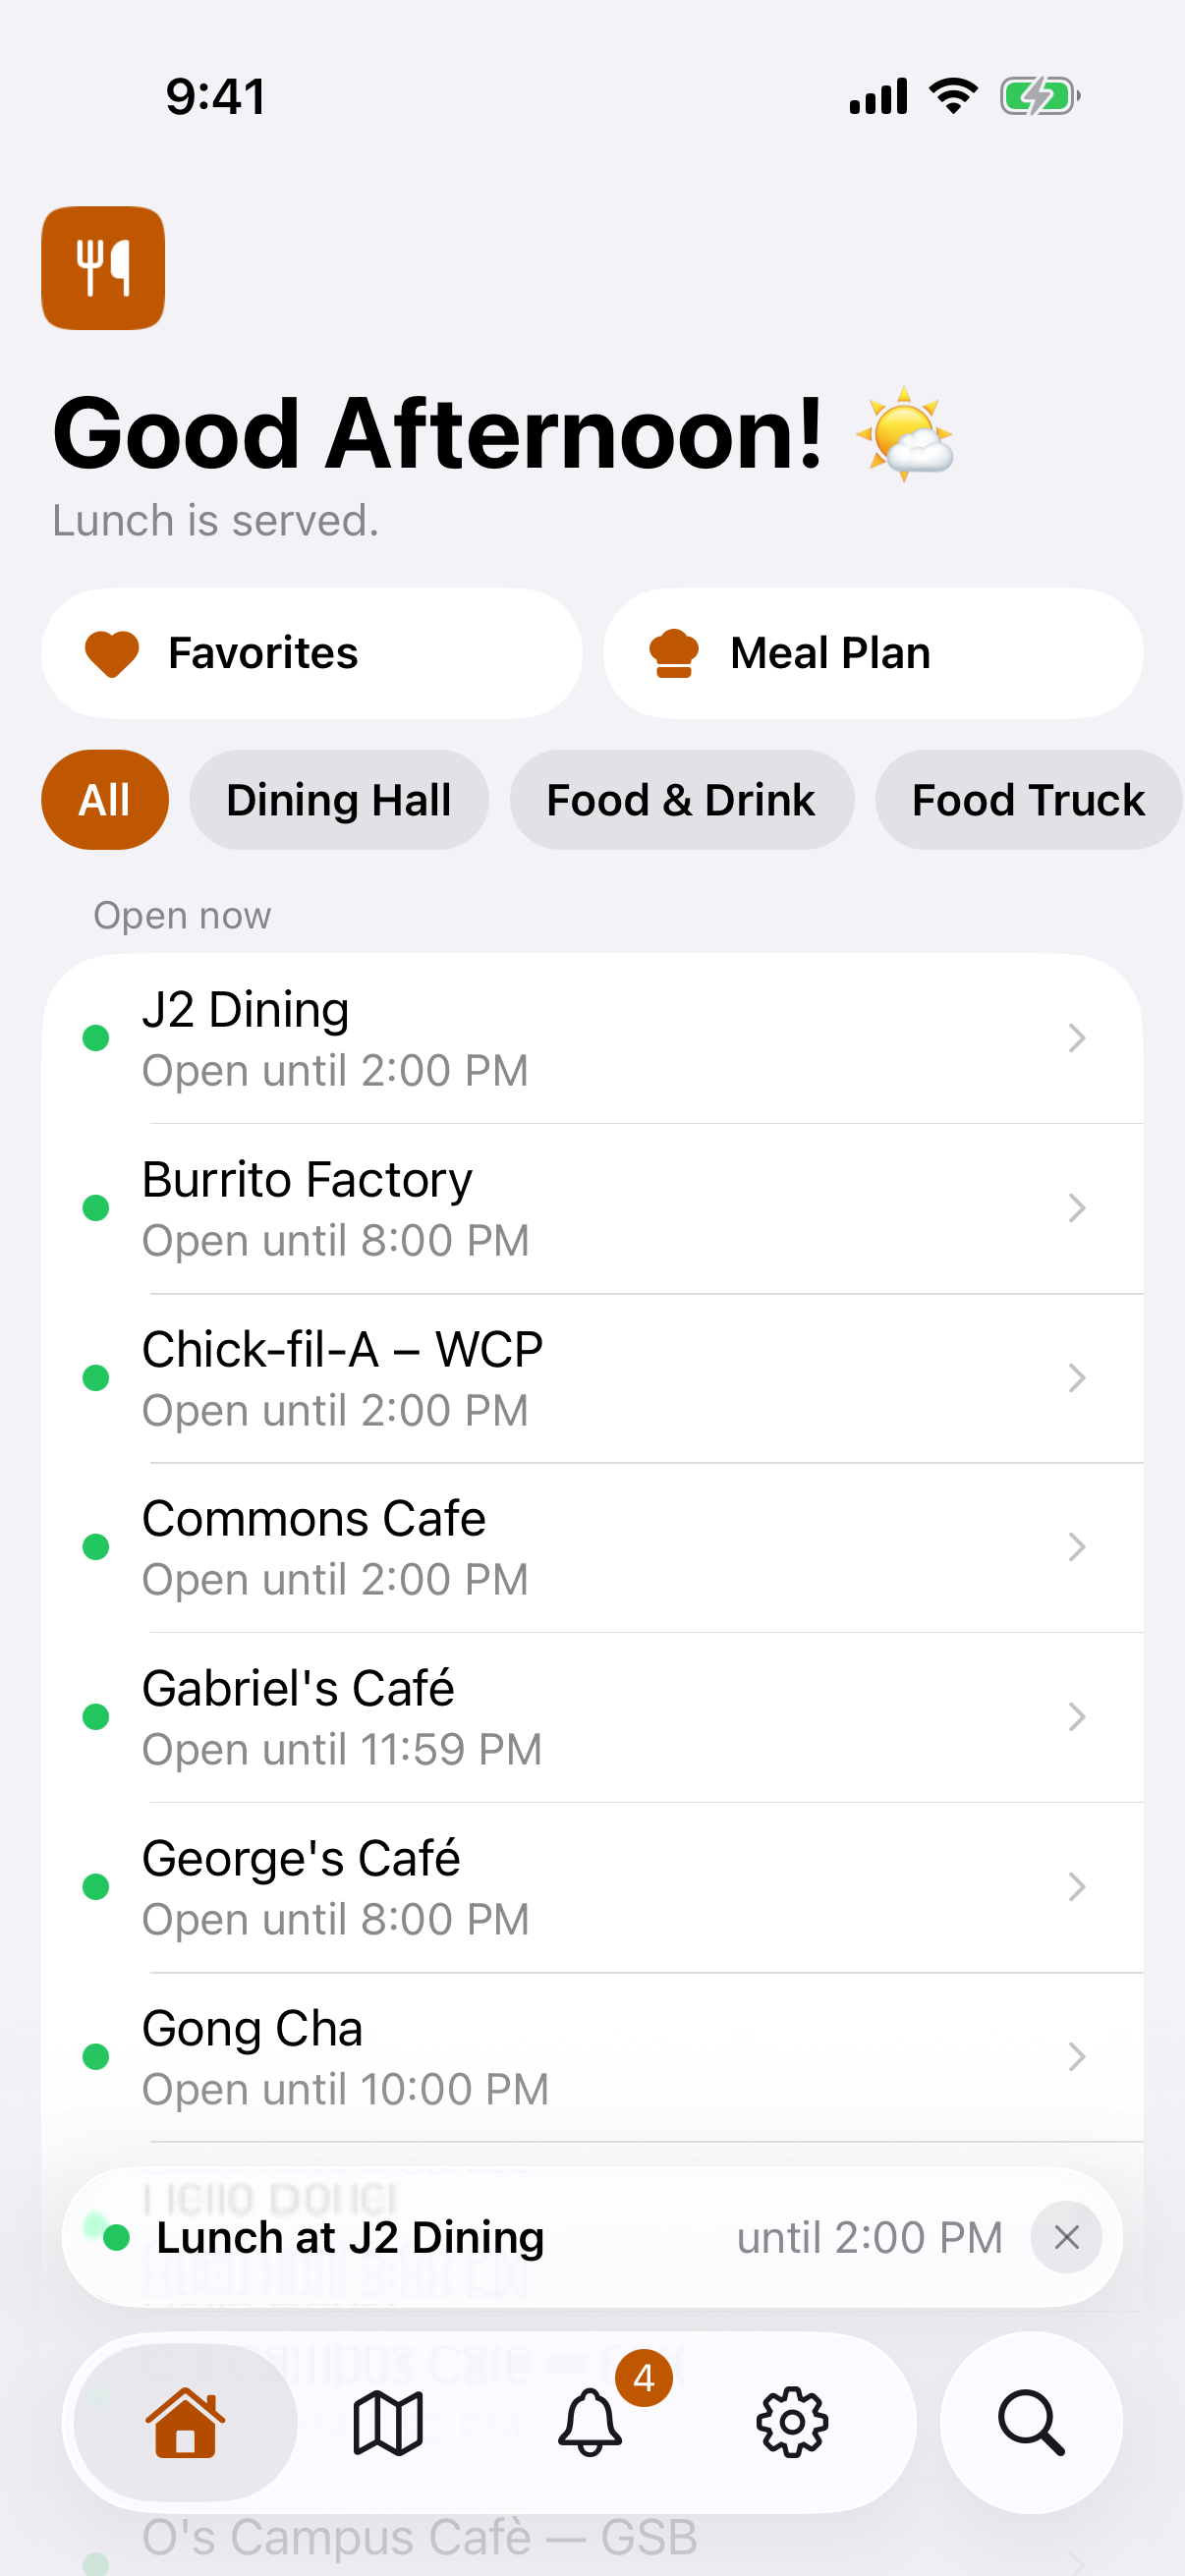 9:41
Good Afternoon! 🌤️
Lunch is served.
Favorites
Meal Plan
All
Dining Hall
Food & Drink
Food Truck
Open now
J2 Dining
Open until 2:00 PM
Burrito Factory
Open until 8:00 PM
Chick-fil-A – WCP
Open until 2:00 PM
Commons Cafe
Open until 2:00 PM
Gabriel's Café
Open until 11:59 PM
George's Café
Open until 8:00 PM
Gong Cha
Open until 10:00 PM
Lunch at J2 Dining
until 2:00 PM
4
O's Campus Cafè — GSB